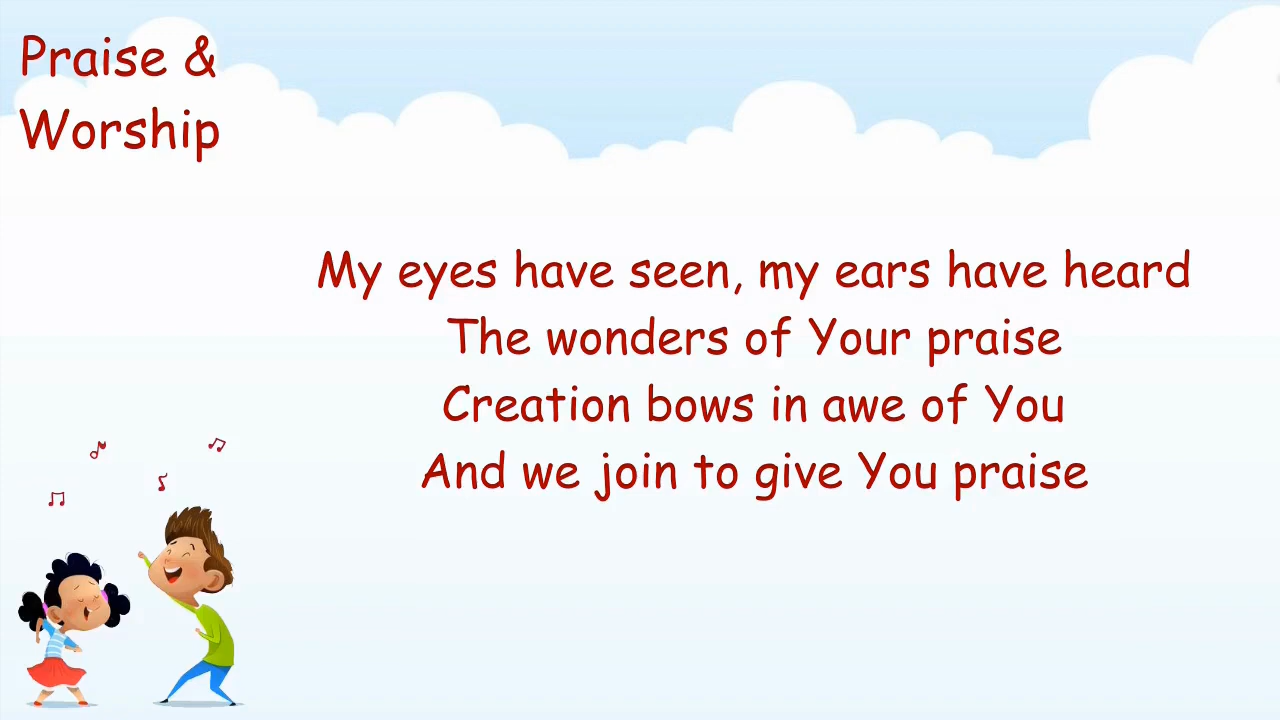 Praise &
Worship
My eyes have seen, my ears have heard
The wonders of Your praise
Creation bows in awe of You
And we join to give You praise